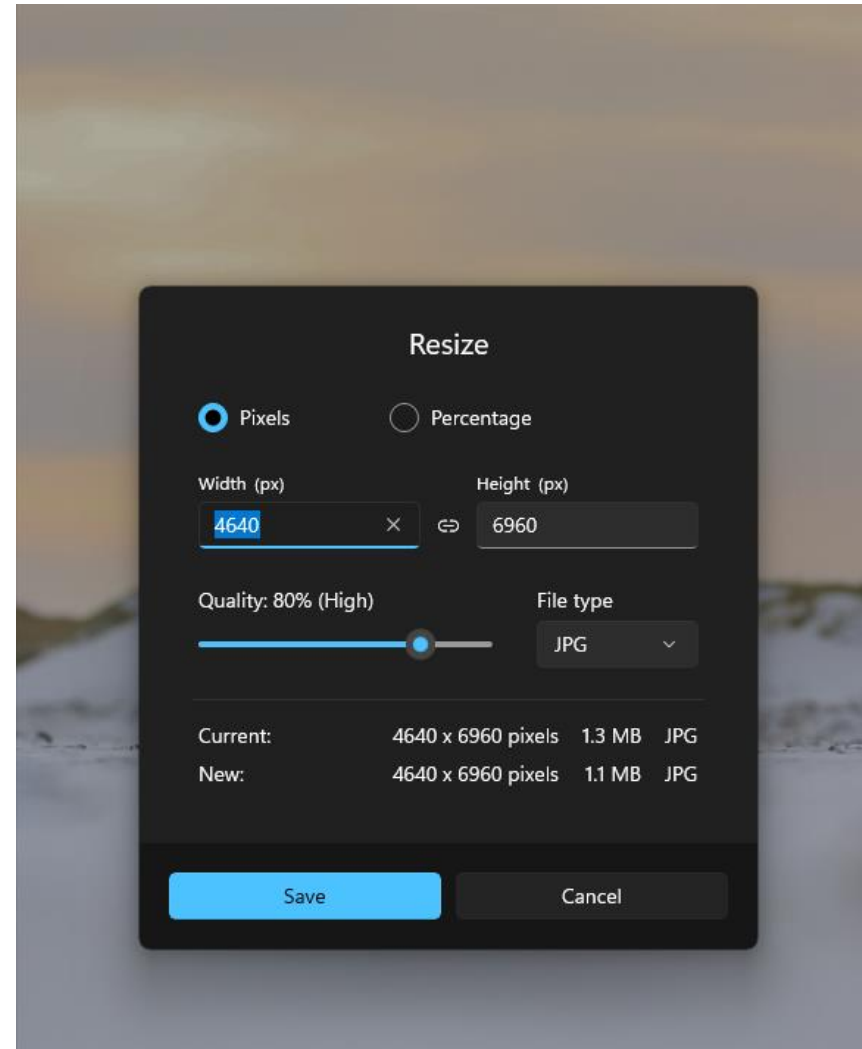 Resize
Pixels Percentage
Width (px) Height (px)
4640 6960
Quality: 80% (High) File type
JPG
Current: 4640 x 6960 pixels 1.3 MB JPG
New: 4640 x 6960 pixels 1.1 MB JPG
Save Cancel